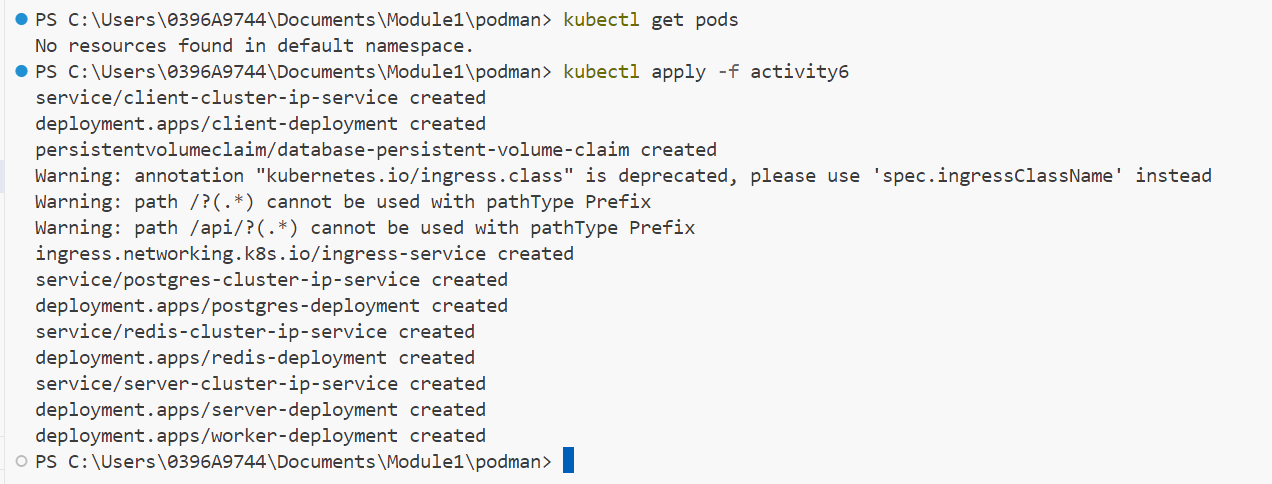 PS C:\Users\0396A9744\Documents\Module1\podman> kubectl get pods
No resources found in default namespace.
PS C:\Users\0396A9744\Documents\Module1\podman> kubectl apply -f activity6
service/client-cluster-ip-service created
deployment.apps/client-deployment created
persistentvolumeclaim/database-persistent-volume-claim created
Warning: annotation "kubernetes.io/ingress.class" is deprecated, please use 'spec.ingressClassName' instead
Warning: path /?(.*) cannot be used with pathType Prefix
Warning: path /api/?(.*) cannot be used with pathType Prefix
ingress.networking.k8s.io/ingress-service created
service/postgres-cluster-ip-service created
deployment.apps/postgres-deployment created
service/redis-cluster-ip-service created
deployment.apps/redis-deployment created
service/server-cluster-ip-service created
deployment.apps/server-deployment created
deployment.apps/worker-deployment created
PS C:\Users\0396A9744\Documents\Module1\podman>